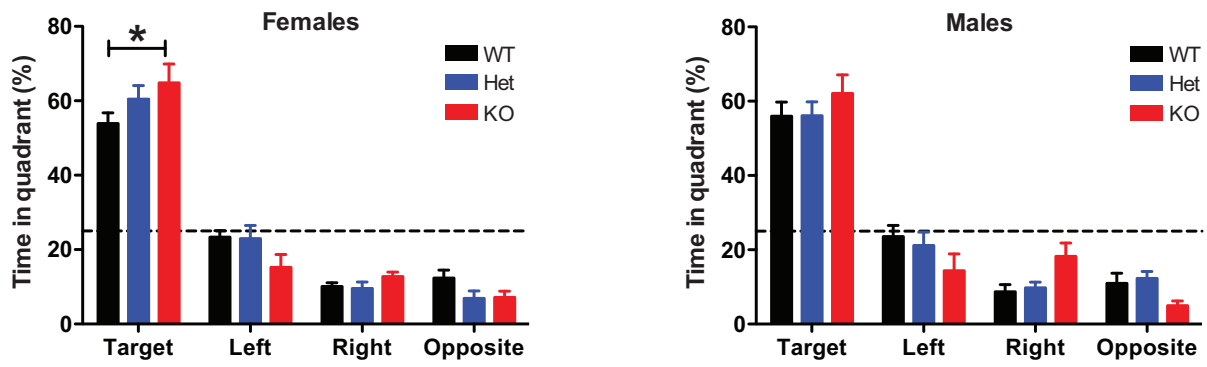 Females
Time in quadrant (%)
80
60
40
20
0
*
WT
Het
KO
Target Left Right Opposite
Males
Time in quadrant (%)
80
60
40
20
0
WT
Het
KO
Target Left Right Opposite